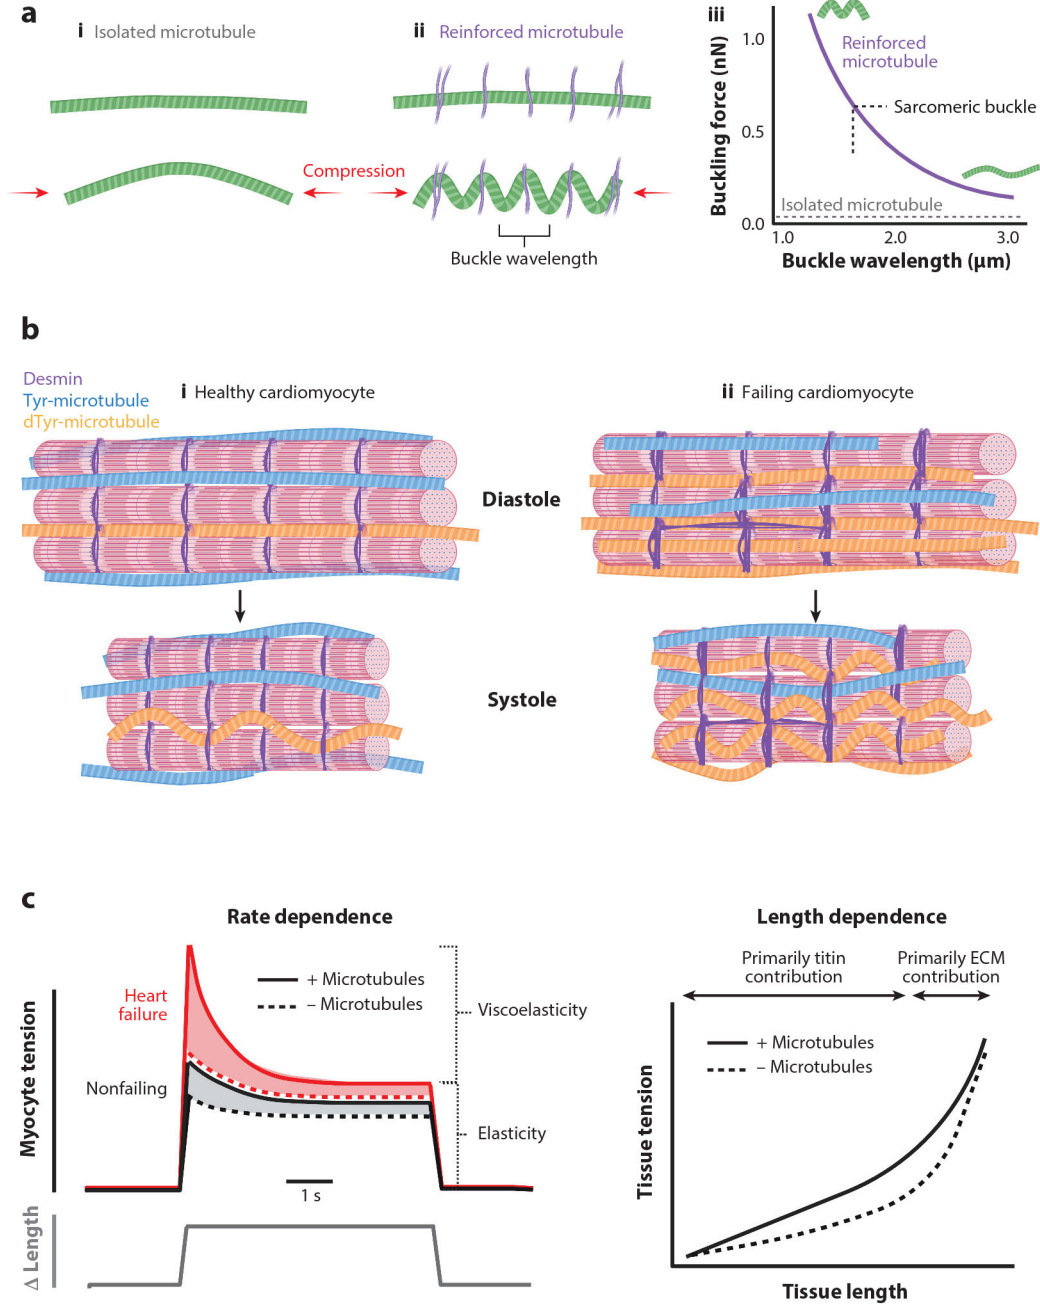 a
i Isolated microtubule
ii Reinforced microtubule
Compression
Buckle wavelength
iii
Buckling force (nN)
1.0
0.5
0.0
Reinforced
microtubule
Sarcomeric buckle
Isolated microtubule
1.0 2.0 3.0
Buckle wavelength (μm)
b
Desmin
Tyr-microtubule
dTyr-microtubule
i Healthy cardiomyocyte
ii Failing cardiomyocyte
Diastole
Systole
c
Rate dependence
Myocyte tension
Heart
failure
Nonfailing
+ Microtubules
– Microtubules
Viscoelasticity
Elasticity
1 s
Δ Length
Length dependence
Primarily titin
contribution
Primarily ECM
contribution
+ Microtubules
– Microtubules
Tissue tension
Tissue length